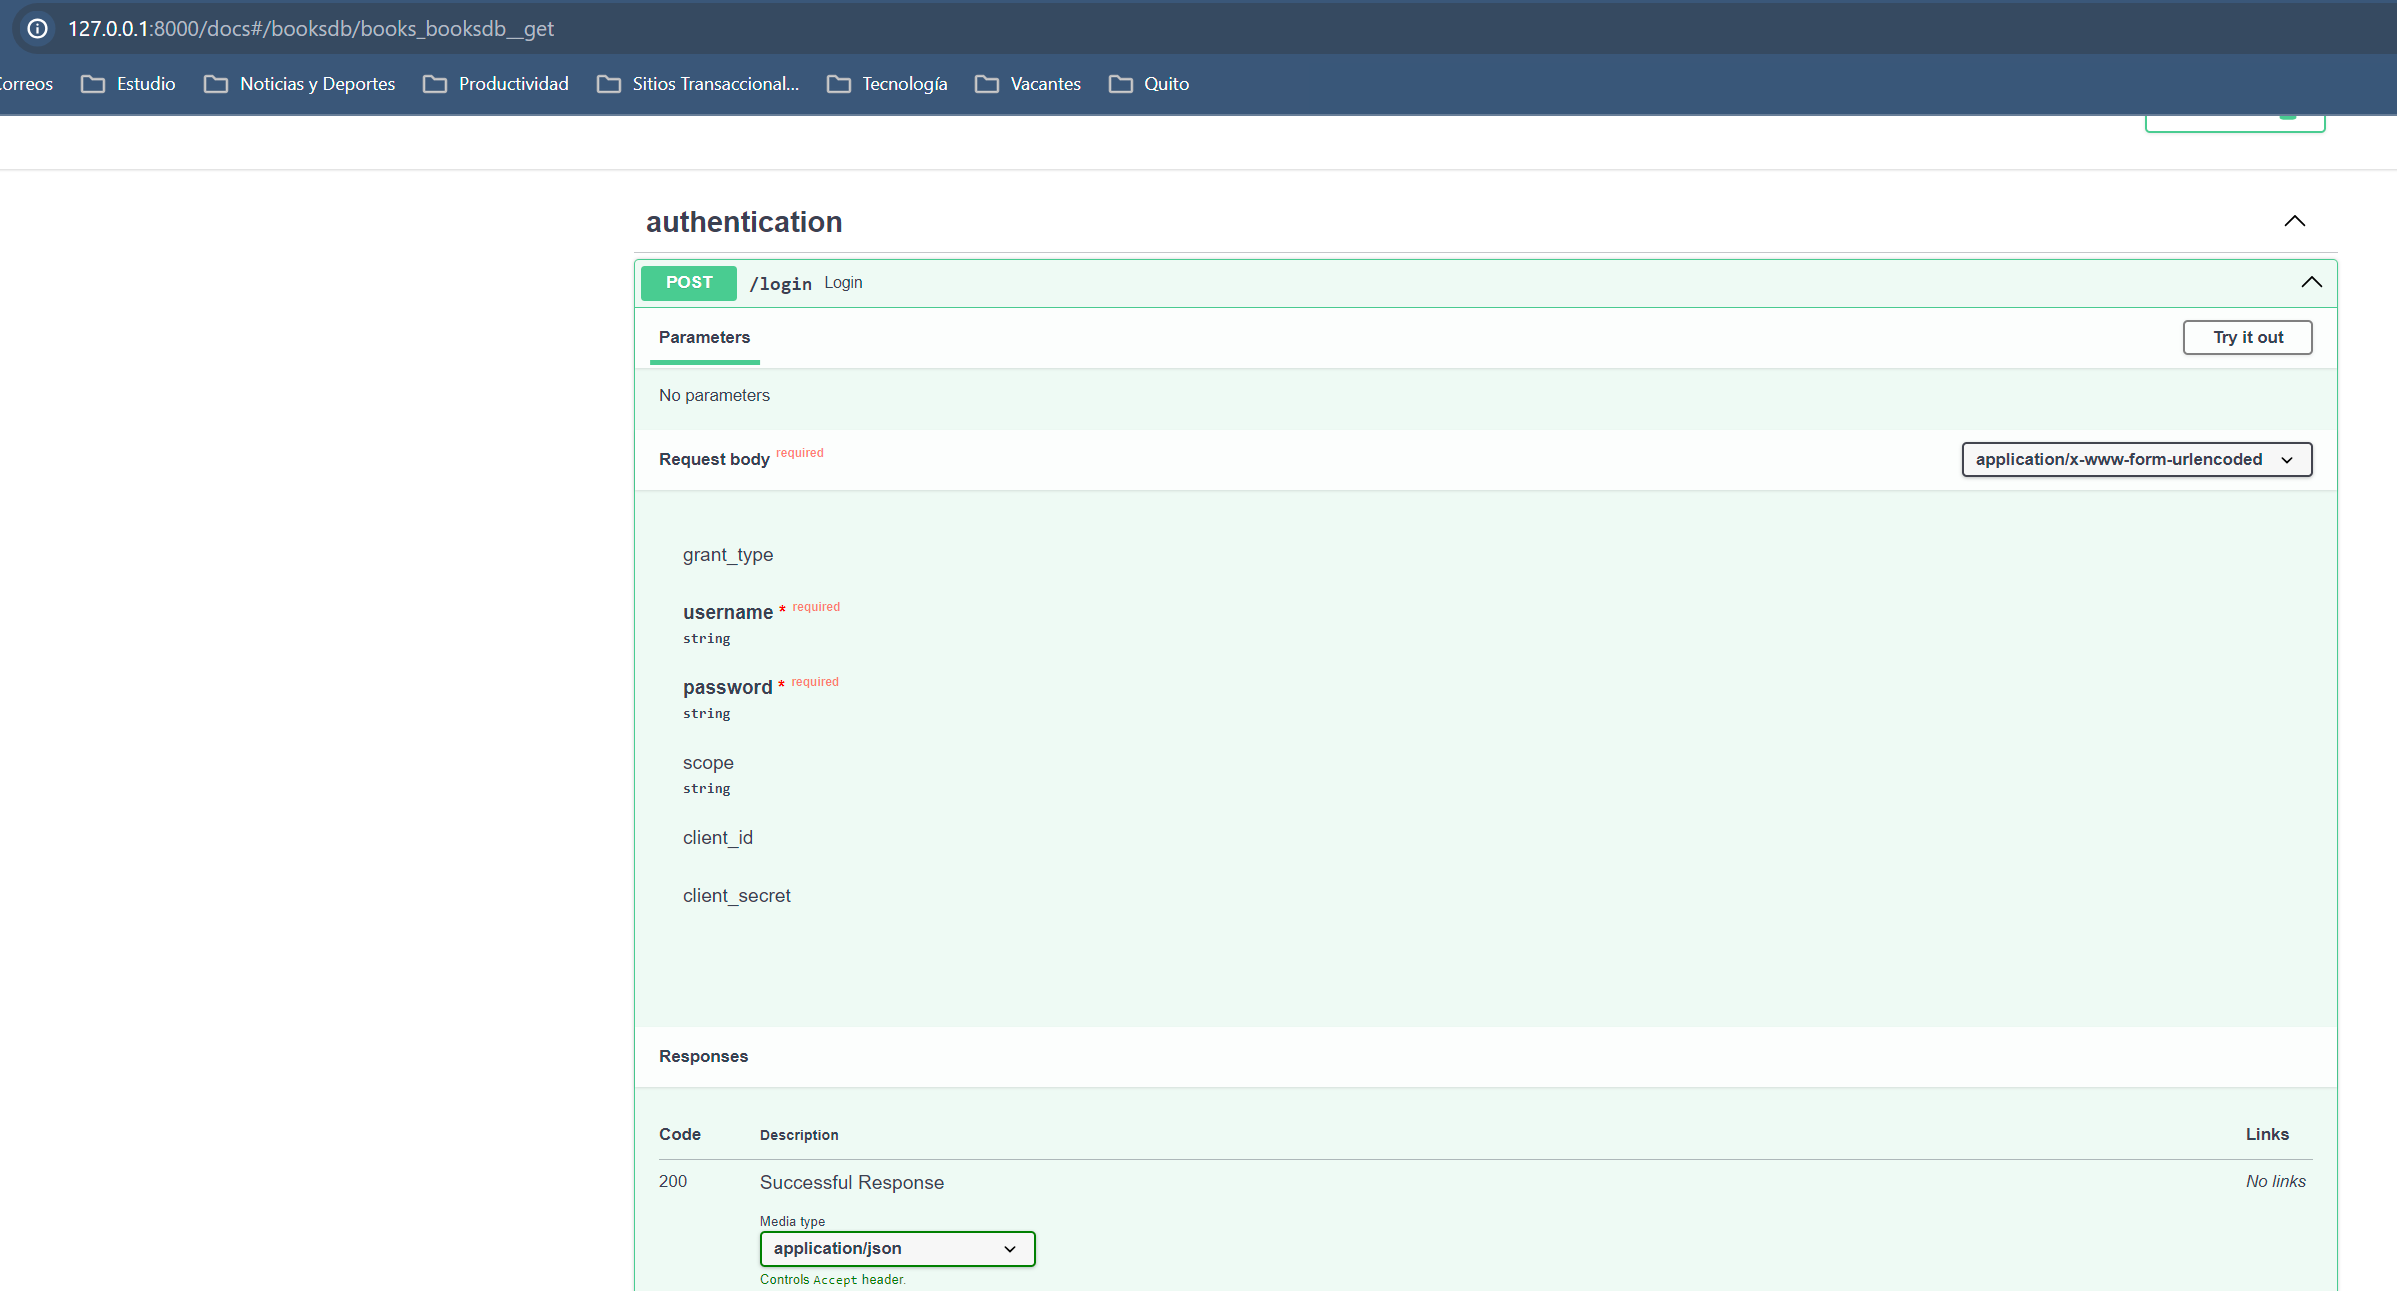 127.0.0.1:8000/docs#/booksdb/books_booksdb__get
orreos Estudio Noticias y Deportes Productividad Sitios Transaccional... Tecnología Vacantes Quito
authentication
POST /login Login
Parameters Try it out
No parameters
Request body required application/x-www-form-urlencoded
grant_type
username * required
string
password * required
string
scope
string
client_id
client_secret
Responses
Code Description Links
200 Successful Response No links
Media type
application/json
Controls Accept header.